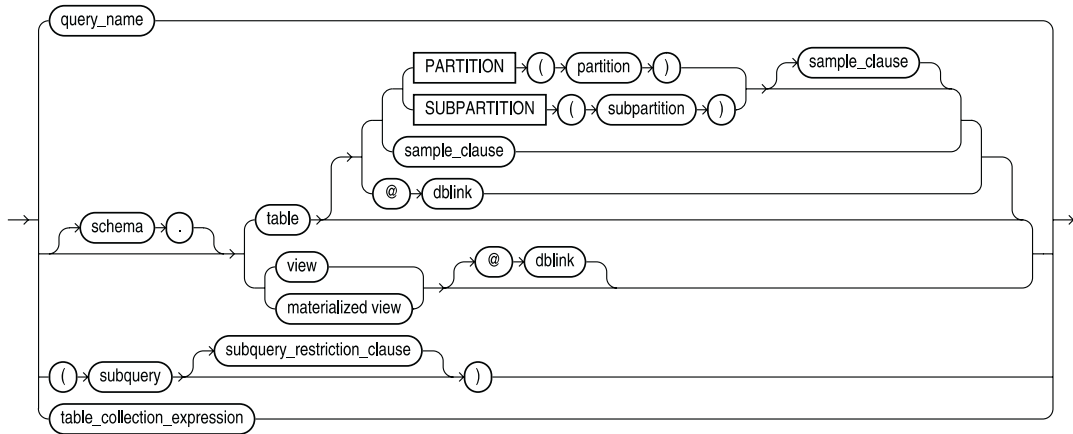 query_name
PARTITION ( partition ) sample_clause
SUBPARTITION ( subpartition )
sample_clause
@ dblink
schema . table
view @ dblink
materialized view
subquery_restriction_clause
( subquery )
table_collection_expression